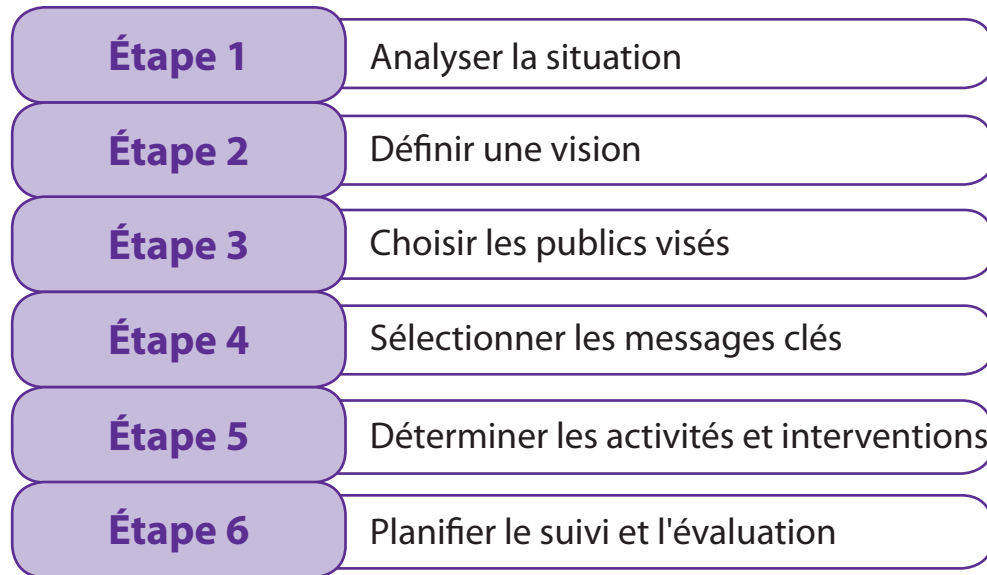 Étape 1
Analyser la situation
Étape 2
Définir une vision
Étape 3
Choisir les publics visés
Étape 4
Sélectionner les messages clés
Étape 5
Déterminer les activités et interventions
Étape 6
Planifier le suivi et l'évaluation